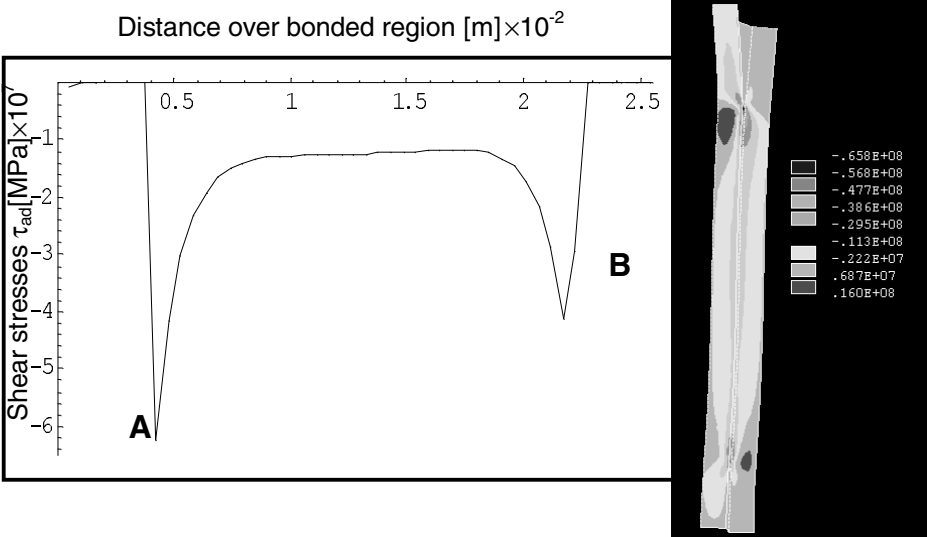 Distance over bonded region [m]×10⁻²
Shear stresses τad[MPa]×10⁷
0.5 1 1.5 2 2.5
-1
-2
-3
-4
-5
-6
A
B
-.658E+08
-.568E+08
-.477E+08
-.386E+08
-.295E+08
-.113E+08
-.222E+07
.687E+07
.160E+08